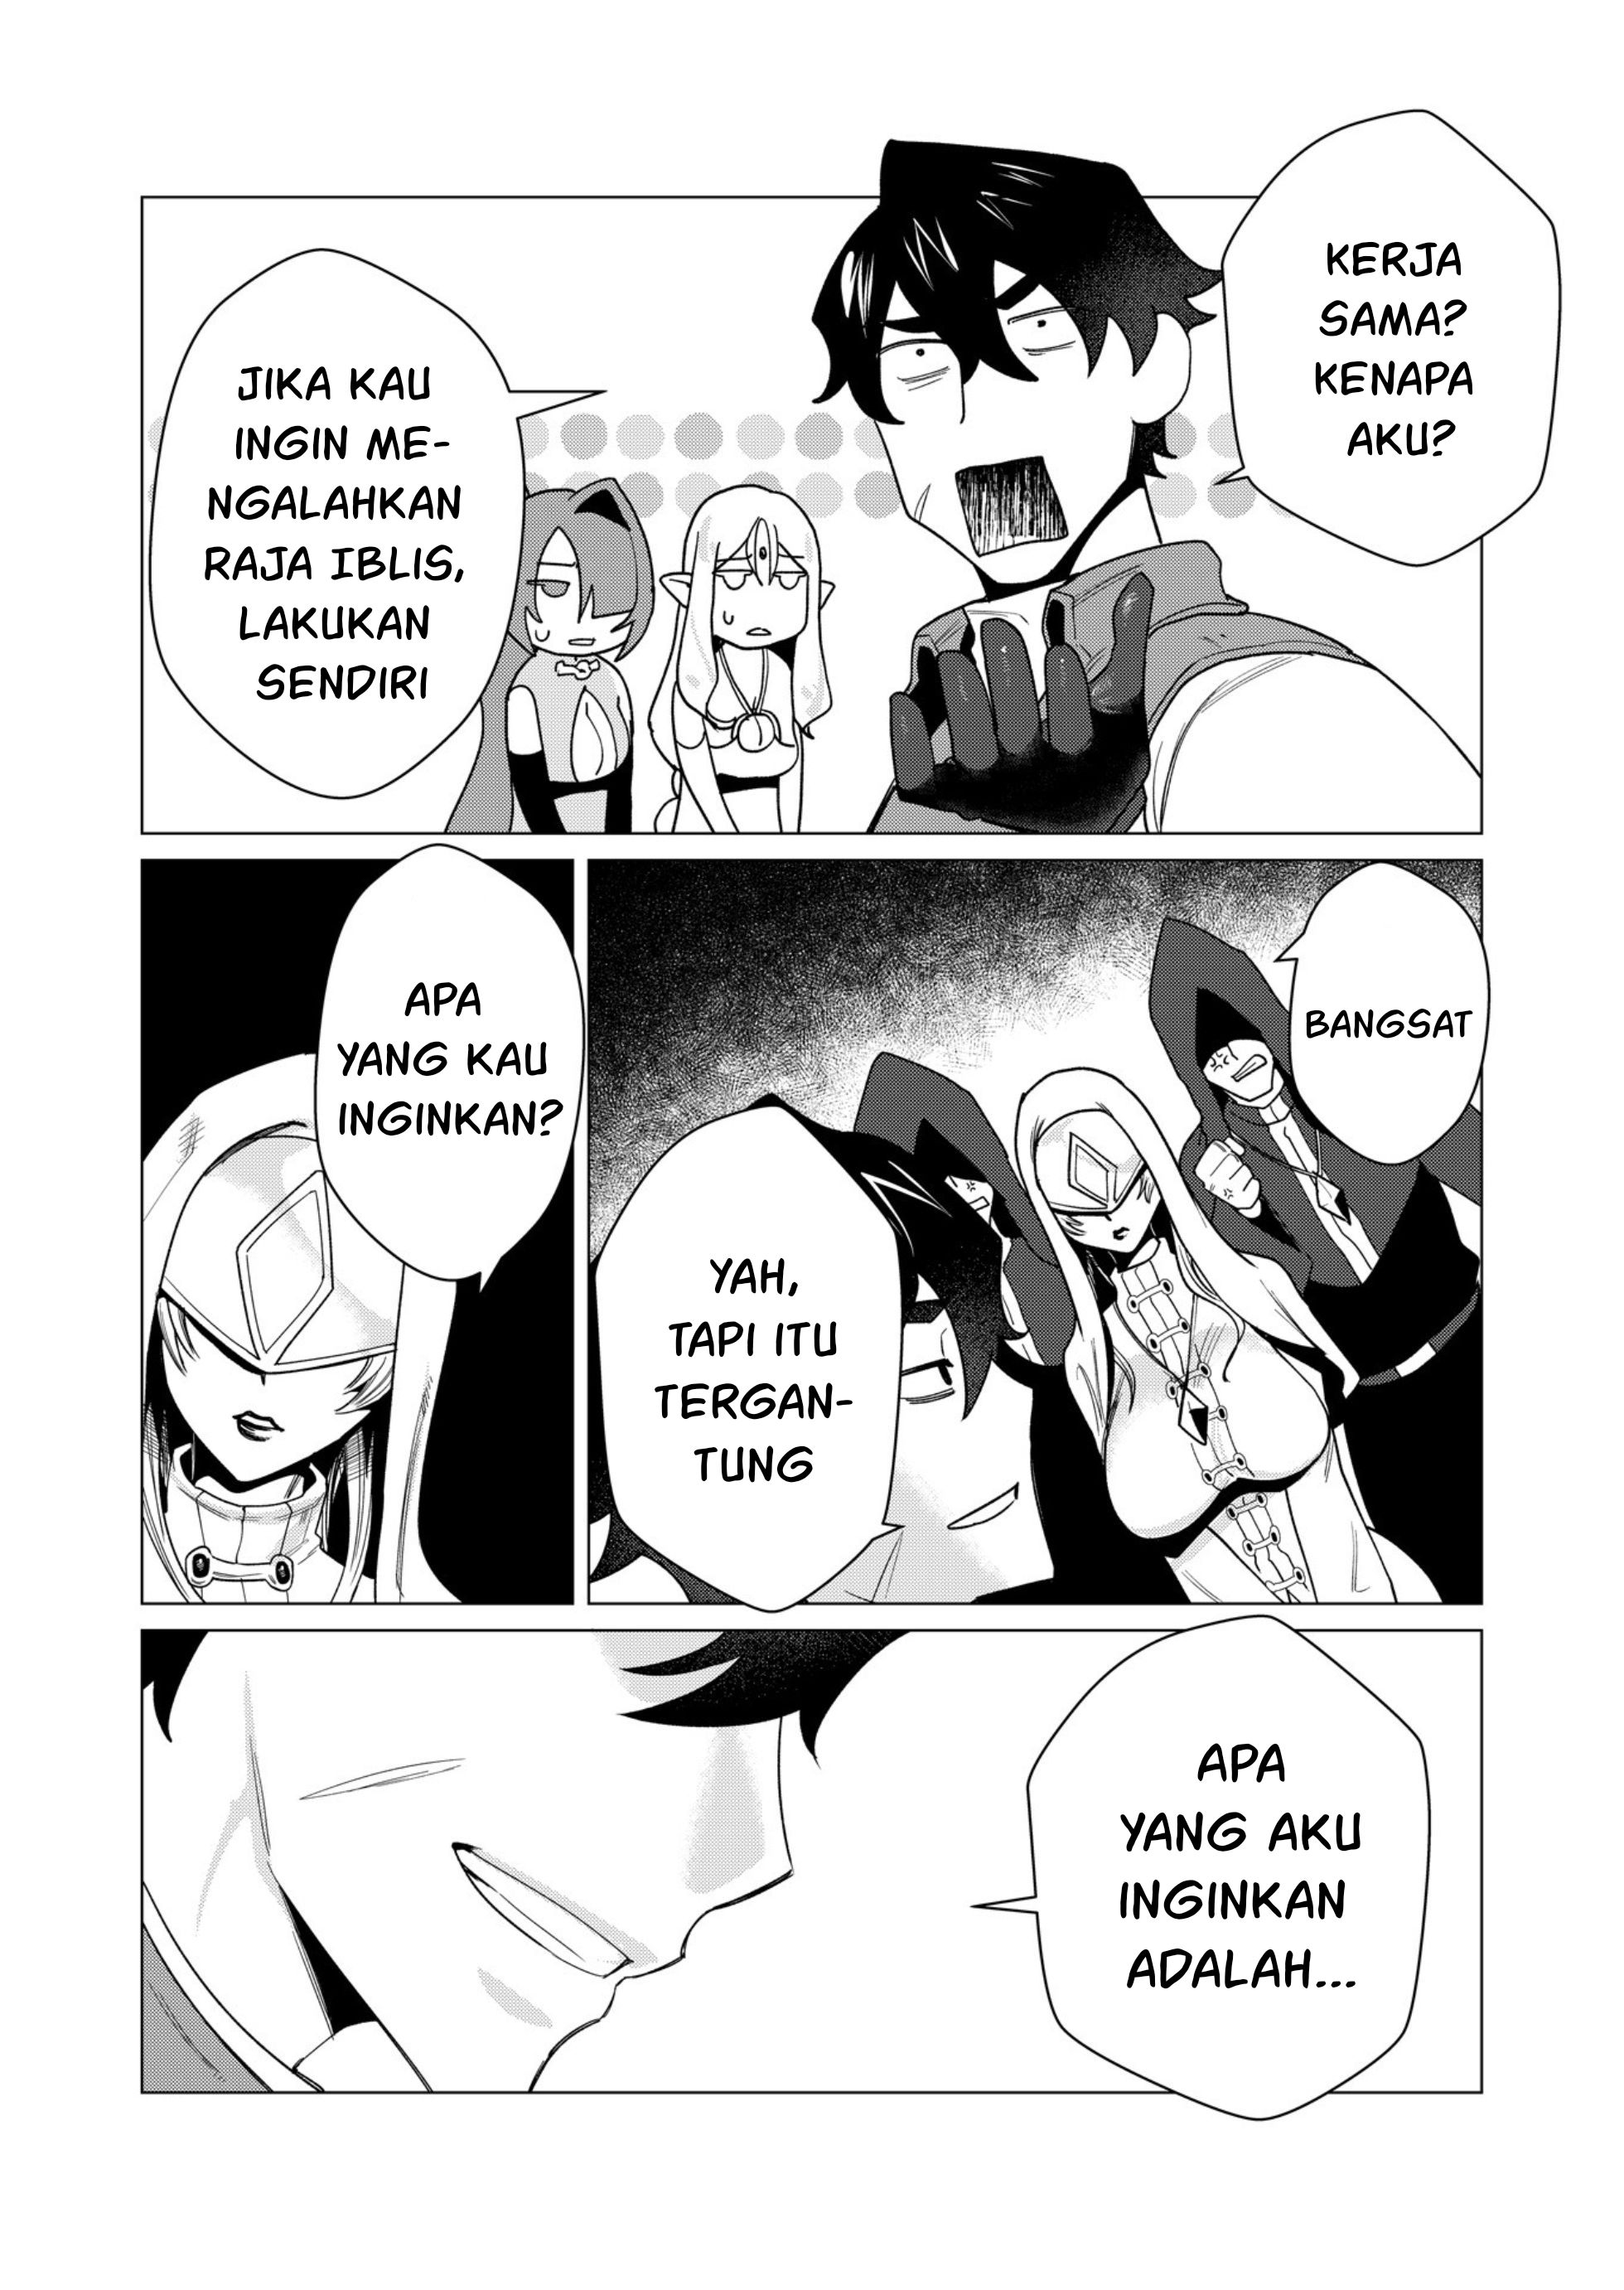 KERJA
SAMA?
KENAPA
AKU?
JIKA KAU
INGIN ME-
NGALAHKAN
RAJA IBLIS,
LAKUKAN
SENDIRI
BANGSAT
YAH,
TAPI ITU
TERGAN-
TUNG
APA
YANG KAU
INGINKAN?
APA
YANG AKU
INGINKAN
ADALAH...